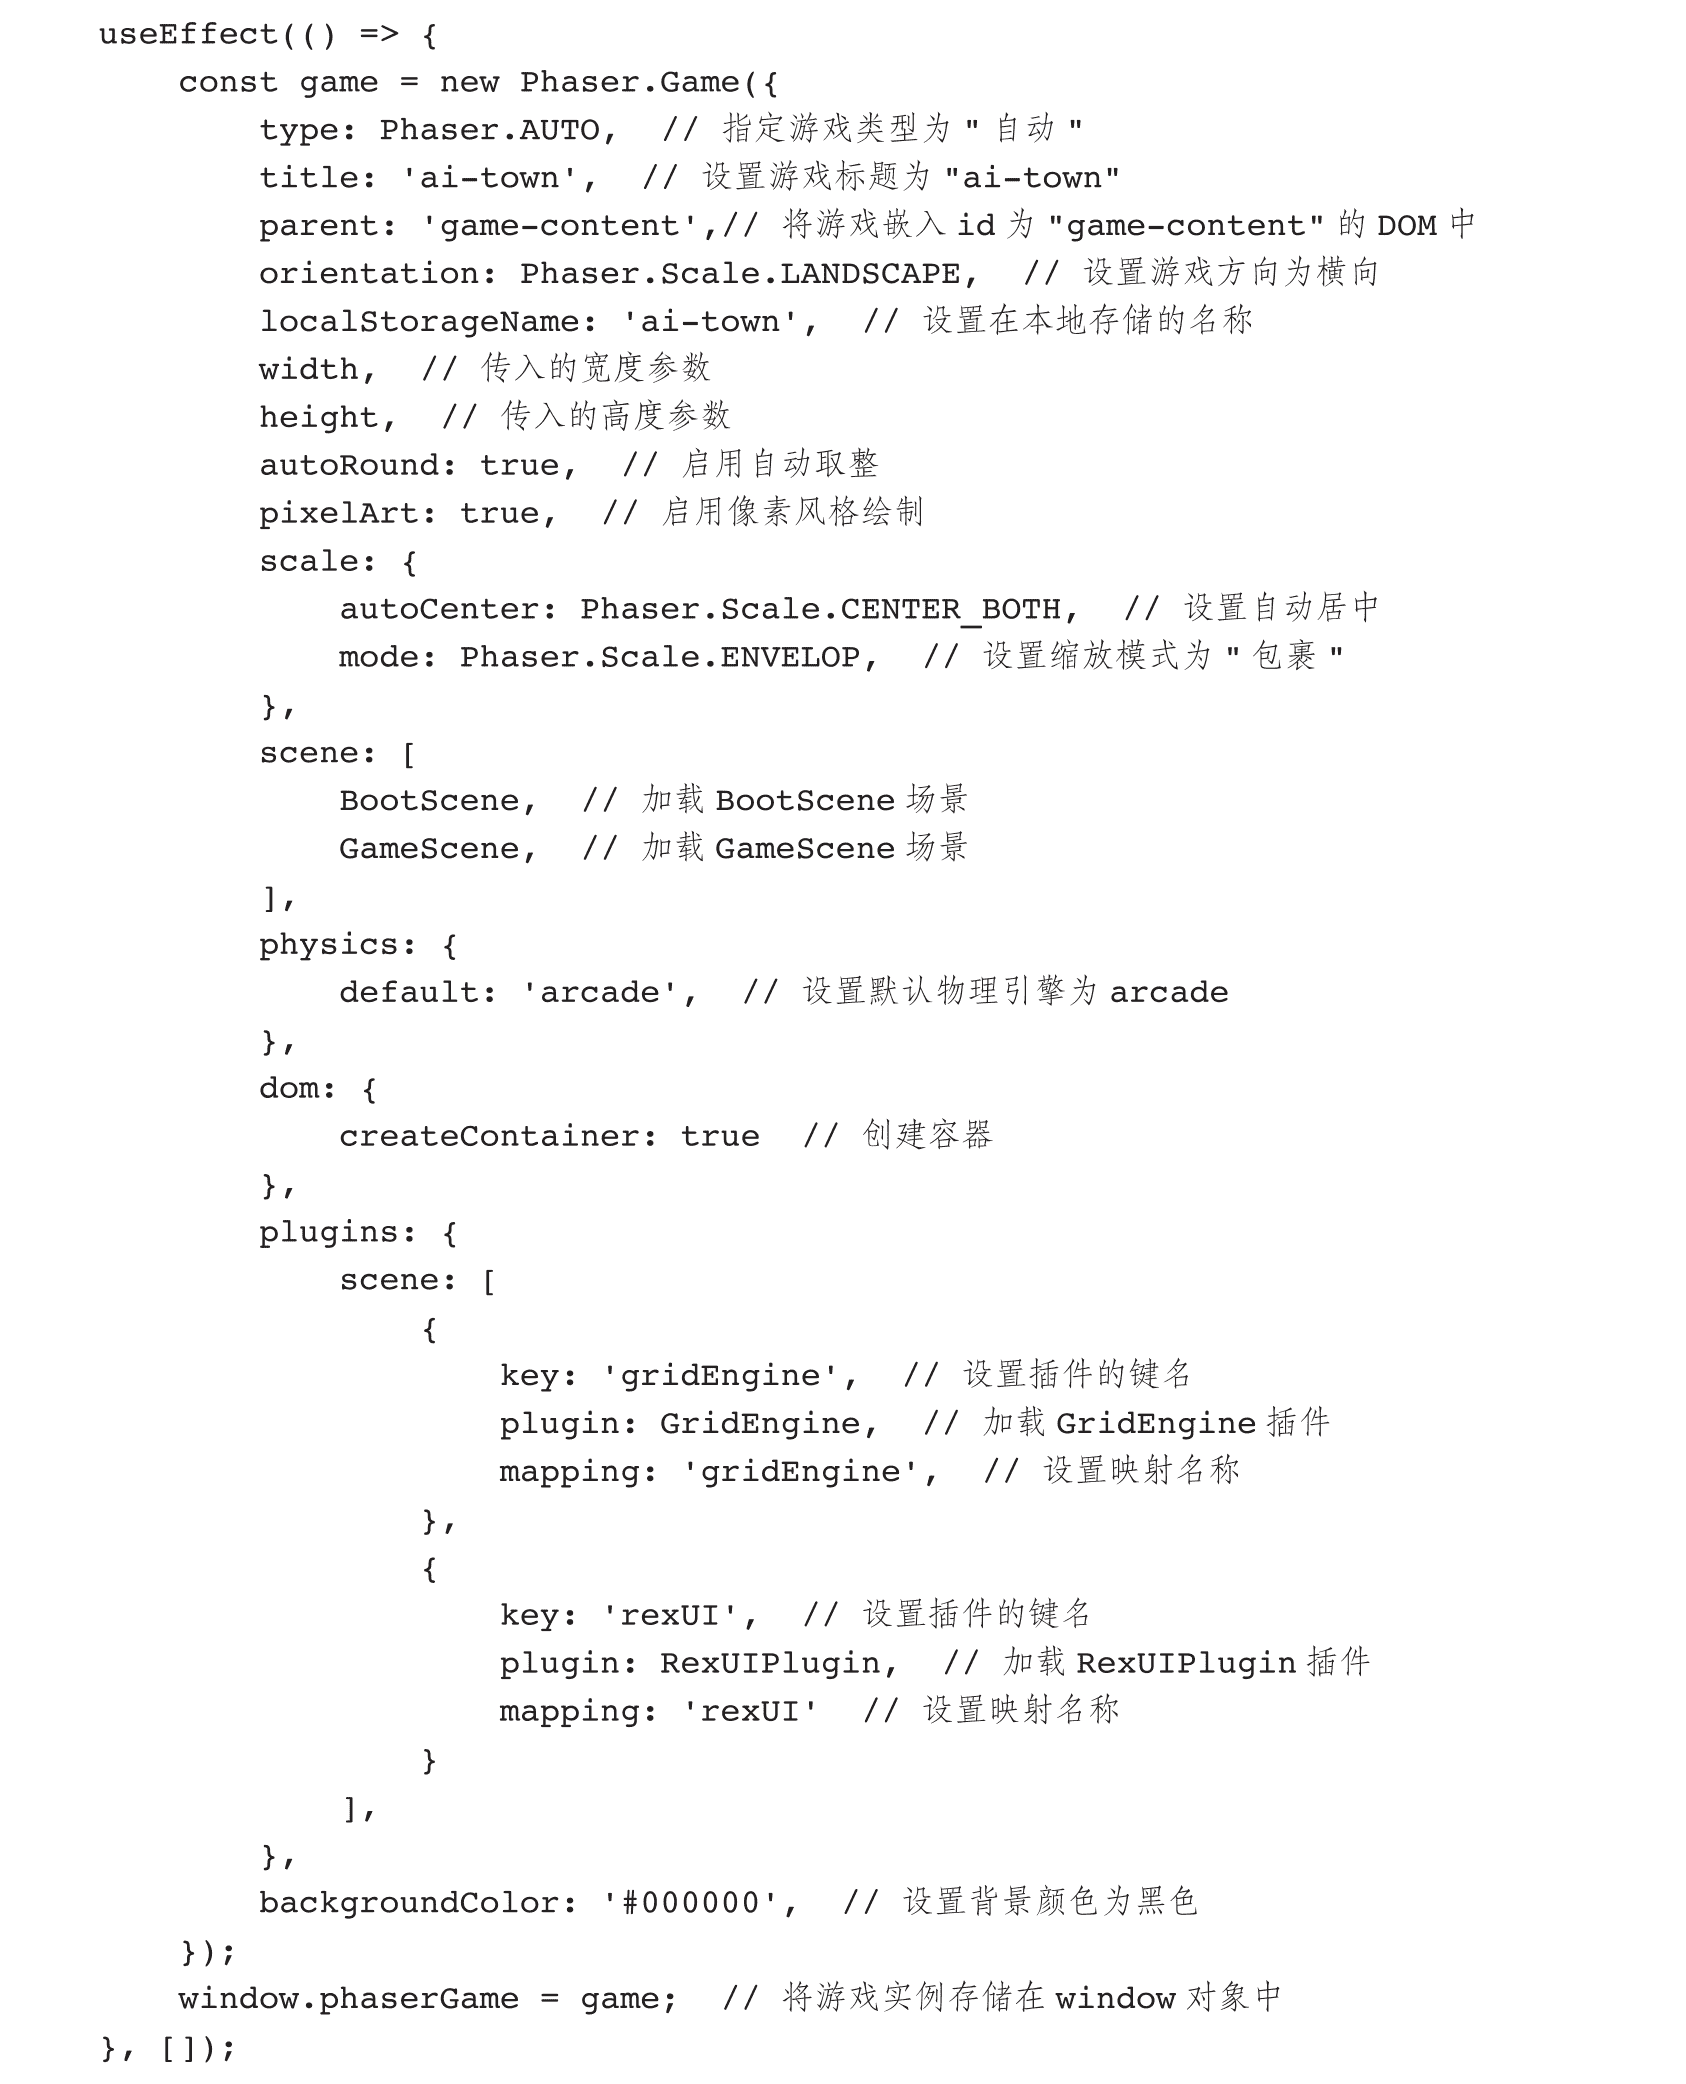 useEffect(() => {
    const game = new Phaser.Game({
        type: Phaser.AUTO,  // 指定游戏类型为 " 自动 "
        title: 'ai-town',  // 设置游戏标题为 "ai-town"
        parent: 'game-content',// 将游戏嵌入 id 为 "game-content" 的 DOM 中
        orientation: Phaser.Scale.LANDSCAPE,  // 设置游戏方向为横向
        localStorageName: 'ai-town',  // 设置在本地存储的名称
        width,  // 传入的宽度参数
        height,  // 传入的高度参数
        autoRound: true,  // 启用自动取整
        pixelArt: true,  // 启用像素风格绘制
        scale: {
            autoCenter: Phaser.Scale.CENTER_BOTH,  // 设置自动居中
            mode: Phaser.Scale.ENVELOP,  // 设置缩放模式为 " 包裹 "
        },
        scene: [
            BootScene,  // 加载 BootScene 场景
            GameScene,  // 加载 GameScene 场景
        ],
        physics: {
            default: 'arcade',  // 设置默认物理引擎为 arcade
        },
        dom: {
            createContainer: true  // 创建容器
        },
        plugins: {
            scene: [
                {
                    key: 'gridEngine',  // 设置插件的键名
                    plugin: GridEngine,  // 加载 GridEngine 插件
                    mapping: 'gridEngine',  // 设置映射名称
                },
                {
                    key: 'rexUI',  // 设置插件的键名
                    plugin: RexUIPlugin,  // 加载 RexUIPlugin 插件
                    mapping: 'rexUI'  // 设置映射名称
                }
            ],
        },
        backgroundColor: '#000000',  // 设置背景颜色为黑色
    });
    window.phaserGame = game;  // 将游戏实例存储在 window 对象中
}, []);